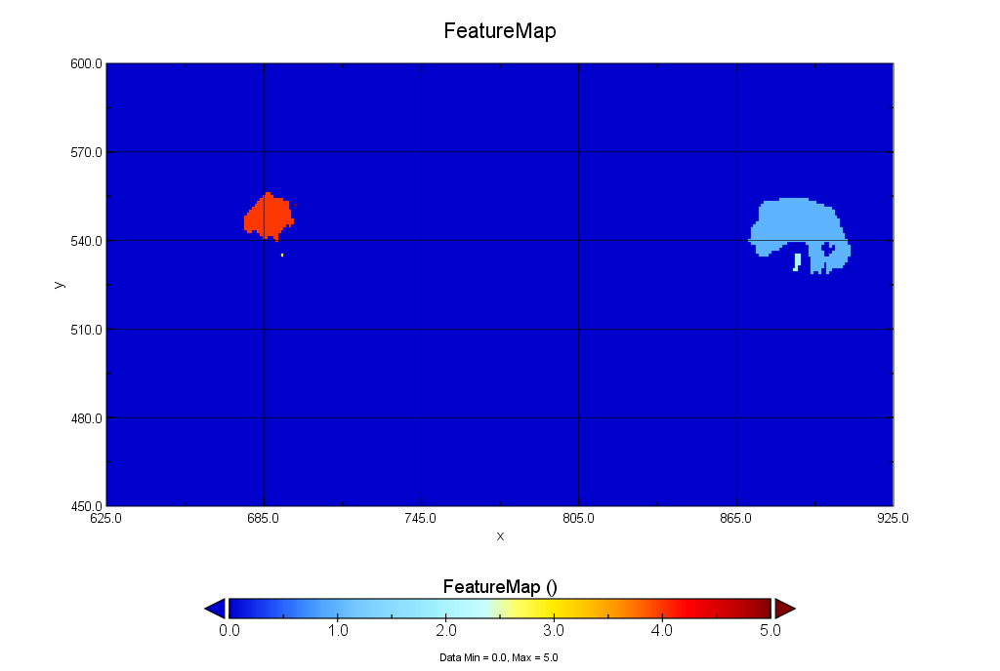 FeatureMap
600.0
570.0
540.0
510.0
480.0
450.0
y
625.0 685.0 745.0 805.0 865.0 925.0
x
FeatureMap ()
0.0 1.0 2.0 3.0 4.0 5.0
Data Min = 0.0, Max = 5.0